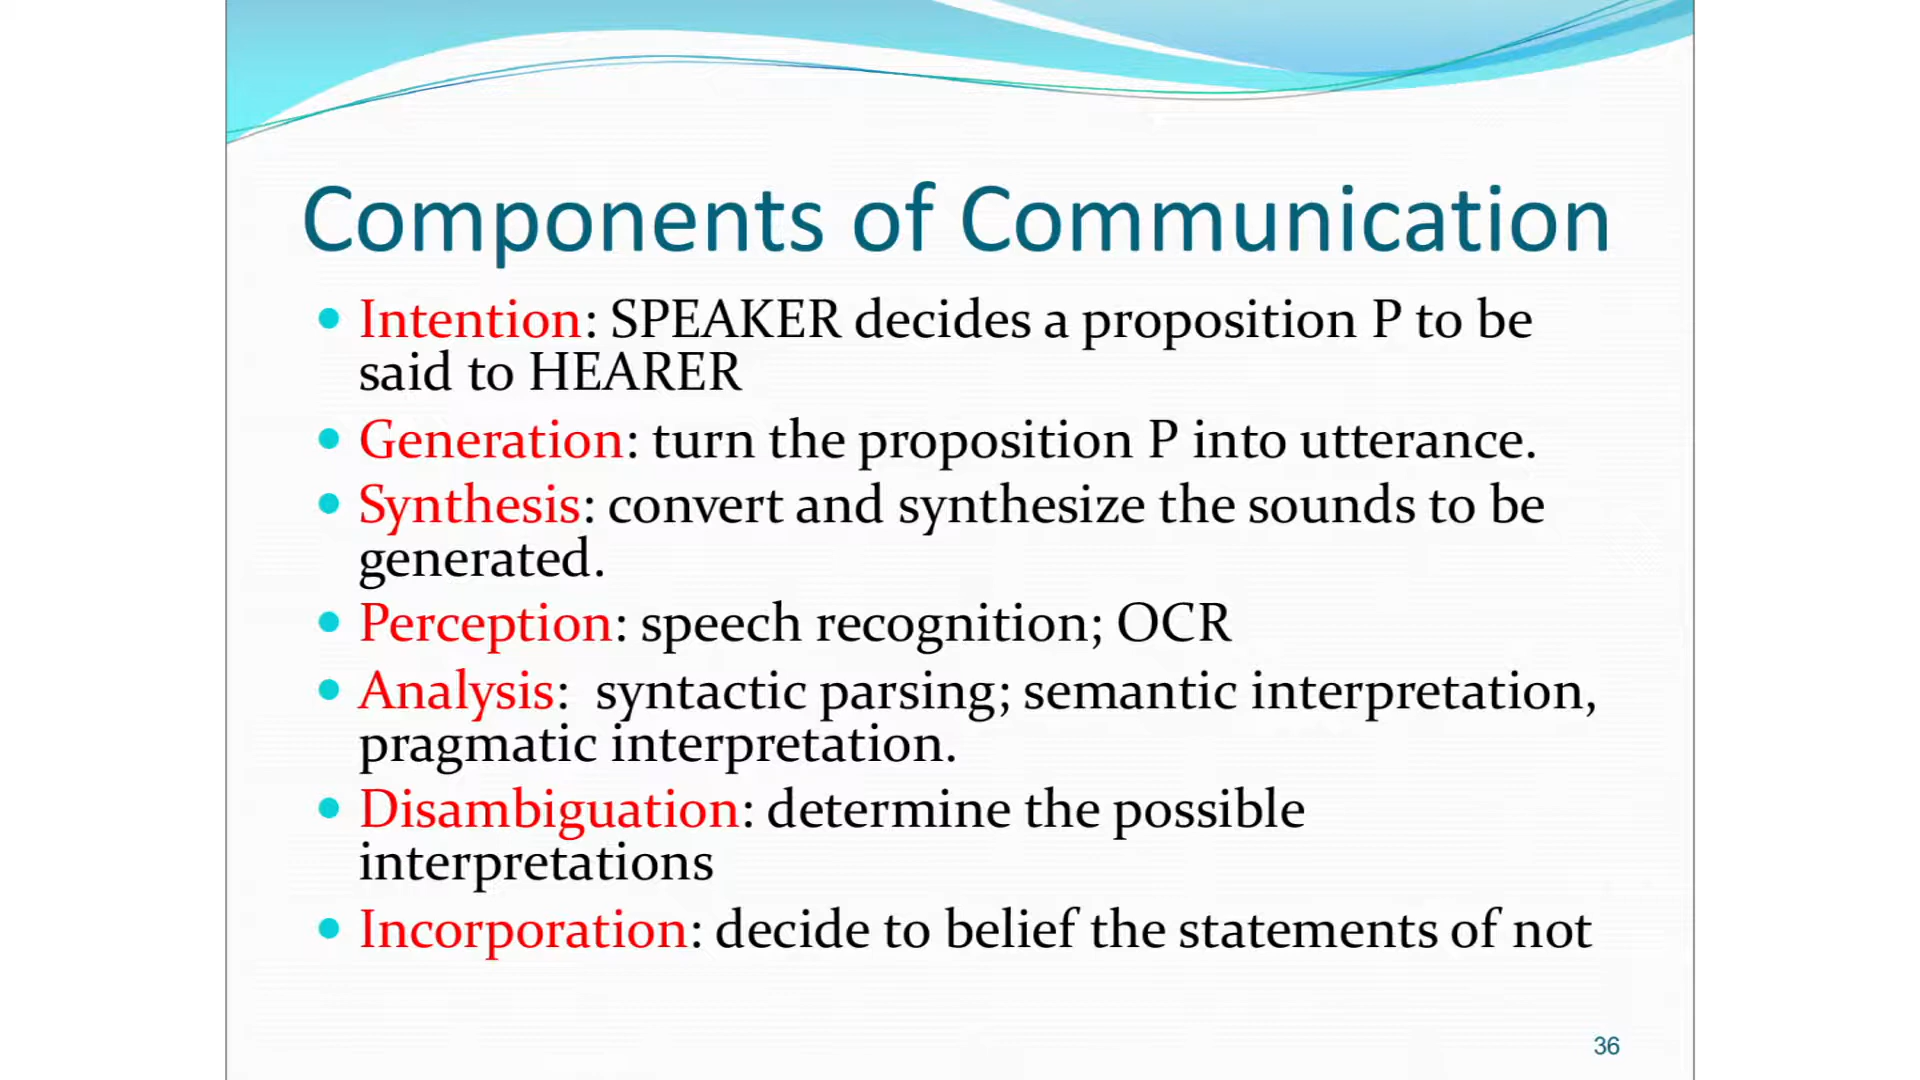 Components of Communication
• Intention: SPEAKER decides a proposition P to be
said to HEARER
• Generation: turn the proposition P into utterance.
• Synthesis: convert and synthesize the sounds to be
generated.
• Perception: speech recognition; OCR
• Analysis:  syntactic parsing; semantic interpretation,
pragmatic interpretation.
• Disambiguation: determine the possible
interpretations
• Incorporation: decide to belief the statements of not
36